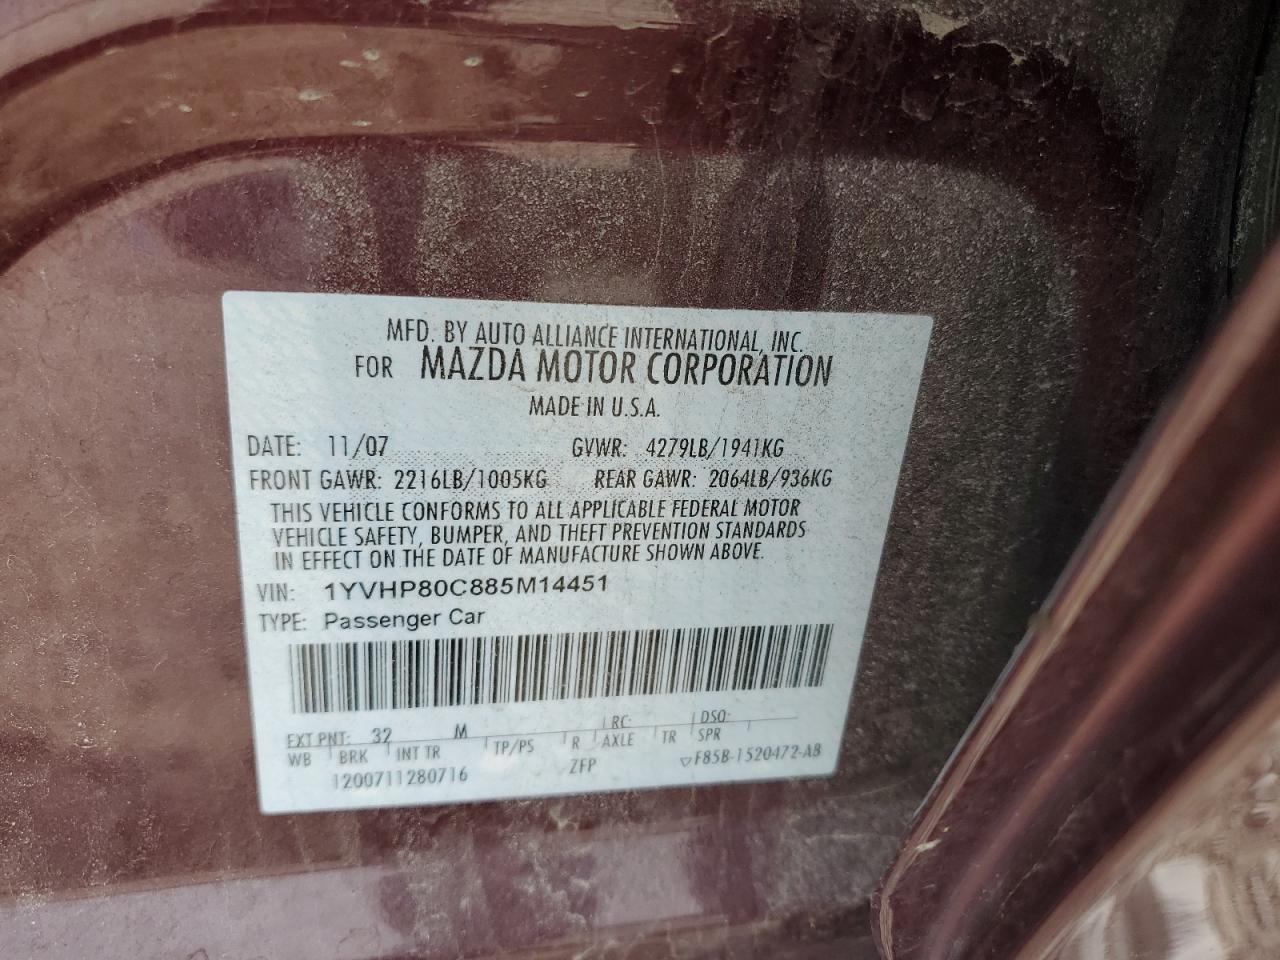 MFD. BY AUTO ALLIANCE INTERNATIONAL, INC.
FOR MAZDA MOTOR CORPORATION
MADE IN U.S.A.
DATE: 11/07 GVWR: 4279LB/1941KG
FRONT GAWR: 2216LB/1005KG REAR GAWR: 2064LB/936KG
THIS VEHICLE CONFORMS TO ALL APPLICABLE FEDERAL MOTOR
VEHICLE SAFETY, BUMPER, AND THEFT PREVENTION STANDARDS
IN EFFECT ON THE DATE OF MANUFACTURE SHOWN ABOVE.
VIN: 1YVHP80C885M14451
TYPE: Passenger Car
EXT PNT: 32 M RC: DSO:
WB BRK INT TR TP/PS R AXLE TR SPR
1200711280716 ZFP ▽F85B-1520472-AB